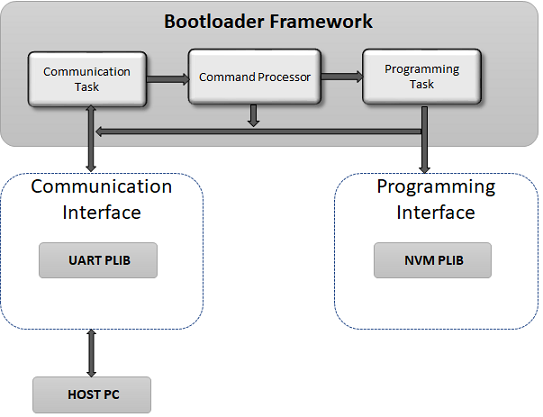 Bootloader Framework
Communication
Task
Command Processor
Programming
Task
Communication
Interface
Programming
Interface
UART PLIB
NVM PLIB
HOST PC